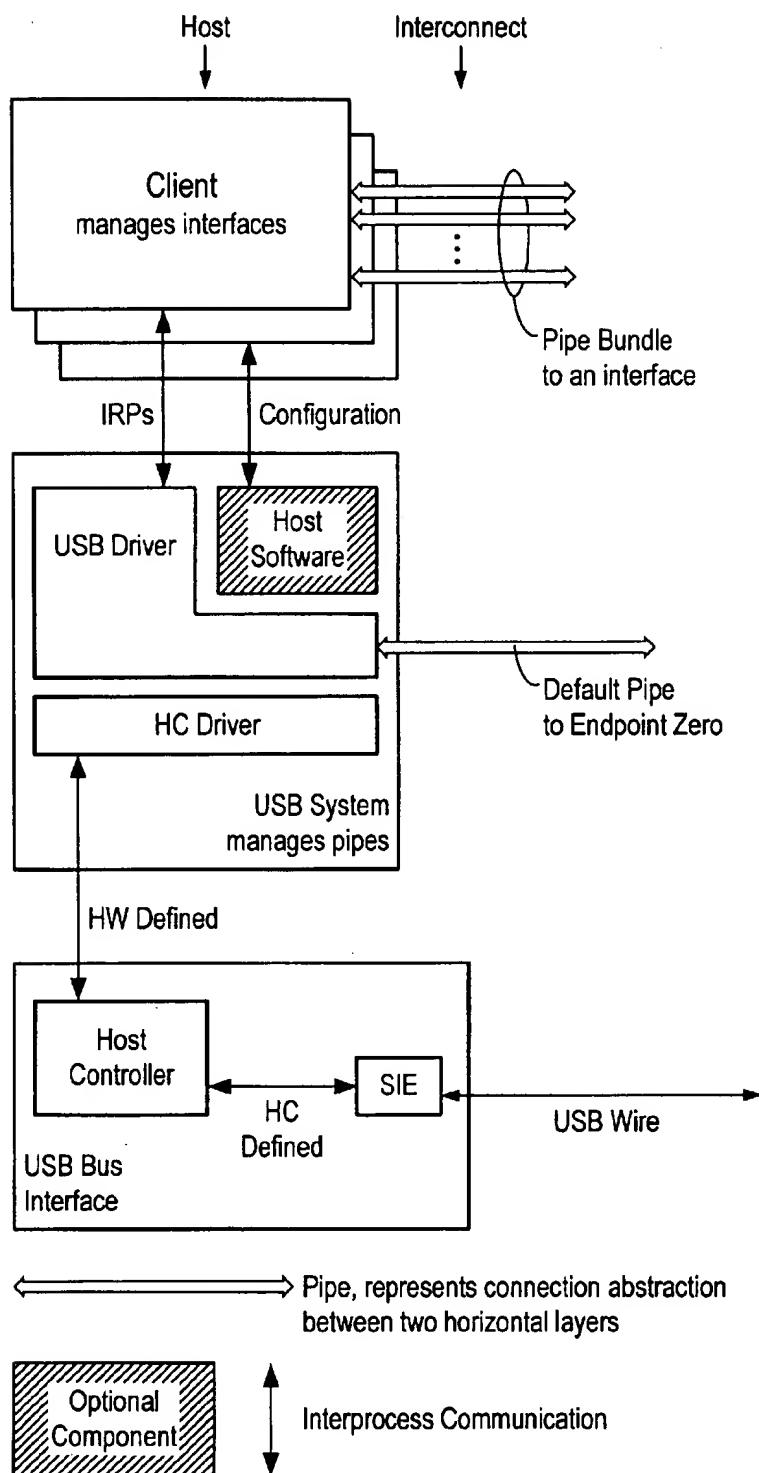 Host
Interconnect
Client
manages interfaces
Pipe Bundle
to an interface
IRPs
Configuration
USB Driver
Host
Software
Default Pipe
to Endpoint Zero
HC Driver
USB System
manages pipes
HW Defined
Host
Controller
SIE
HC
Defined
USB Wire
USB Bus
Interface
Pipe, represents connection abstraction
between two horizontal layers
Optional
Component
Interprocess Communication